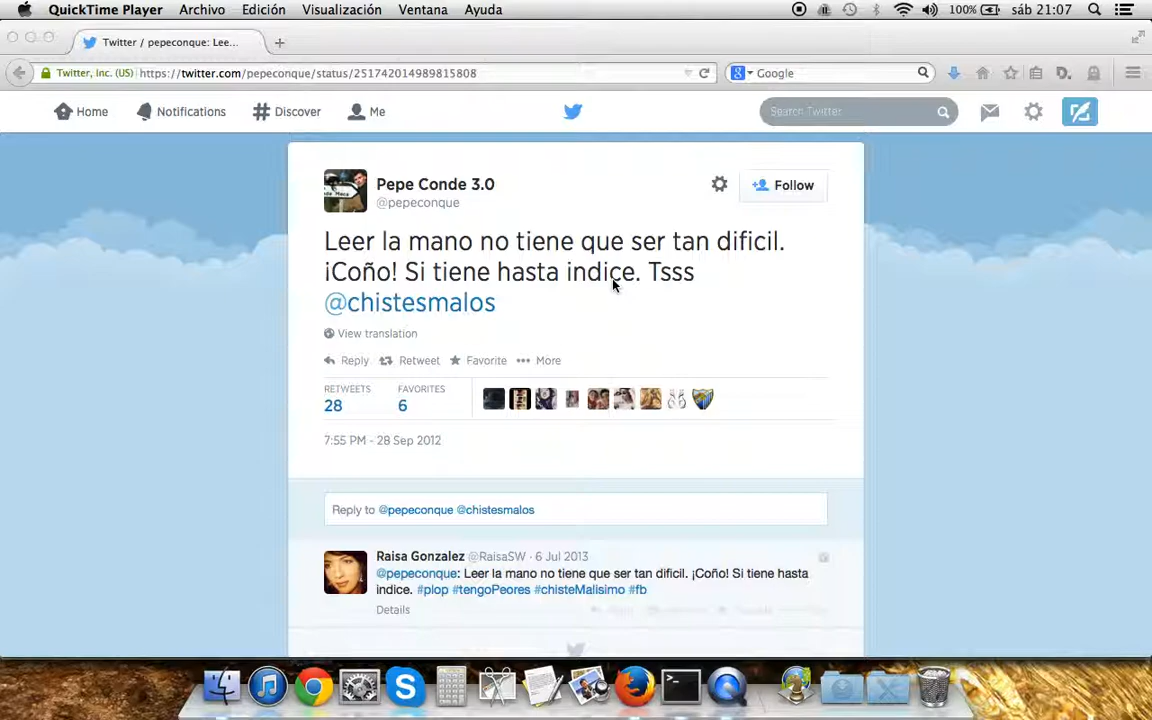 QuickTime Player Archivo Edición Visualización Ventana Ayuda 100% sáb 21:07
Twitter / pepeconque: Lee...
Twitter, Inc. (US) https://twitter.com/pepeconque/status/251742014989815808 Google
Home Notifications Discover Me Search Twitter
Pepe Conde 3.0
@pepeconque
Follow
Leer la mano no tiene que ser tan dificil.
¡Coño! Si tiene hasta indice. Tsss
@chistesmalos
View translation
Reply Retweet Favorite More
RETWEETS FAVORITES
28 6
7:55 PM - 28 Sep 2012
Reply to @pepeconque @chistesmalos
Raisa Gonzalez @RaisaSW · 6 Jul 2013
@pepeconque: Leer la mano no tiene que ser tan dificil. ¡Coño! Si tiene hasta
indice. #plop #tengoPeores #chisteMalisimo #fb
Details